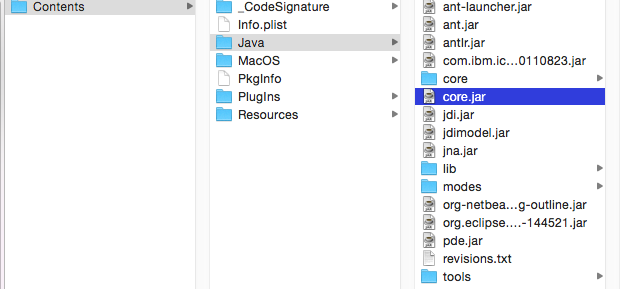 Contents
_CodeSignature
Info.plist
Java
MacOS
PkgInfo
PlugIns
Resources
ant-launcher.jar
ant.jar
antlr.jar
com.ibm.ic...0110823.jar
core
core.jar
jdi.jar
jdimodel.jar
jna.jar
lib
modes
org-netbea...g-outline.jar
org.eclipse....-144521.jar
pde.jar
revisions.txt
tools